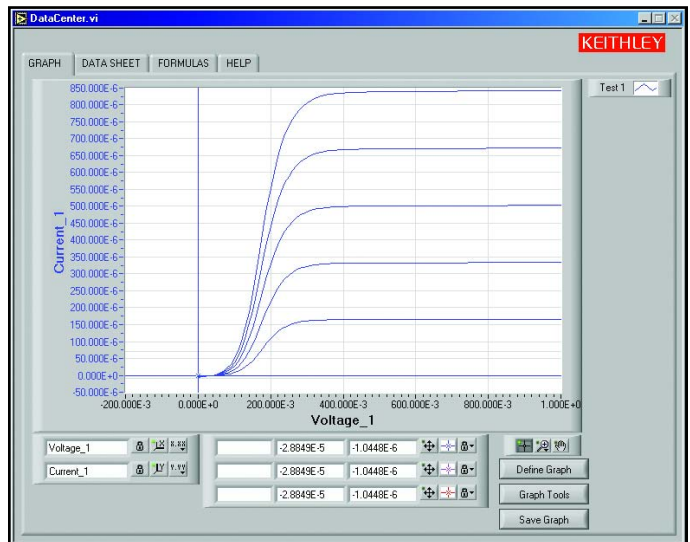 DataCenter.vi
KEITHLEY
GRAPH DATA SHEET FORMULAS HELP
Test 1
850.000E-6
800.000E-6
750.000E-6
700.000E-6
650.000E-6
600.000E-6
550.000E-6
500.000E-6
450.000E-6
400.000E-6
350.000E-6
300.000E-6
250.000E-6
200.000E-6
150.000E-6
100.000E-6
50.000E-6
0.000E+0
-50.000E-6
Current_1
-200.000E-3 0.000E+0 200.000E-3 400.000E-3 600.000E-3 800.000E-3 1.000E+0
Voltage_1
Voltage_1 X X.XX
Current_1 Y Y.YY
-2.8849E-5 -1.0448E-6
-2.8849E-5 -1.0448E-6
-2.8849E-5 -1.0448E-6
Define Graph
Graph Tools
Save Graph